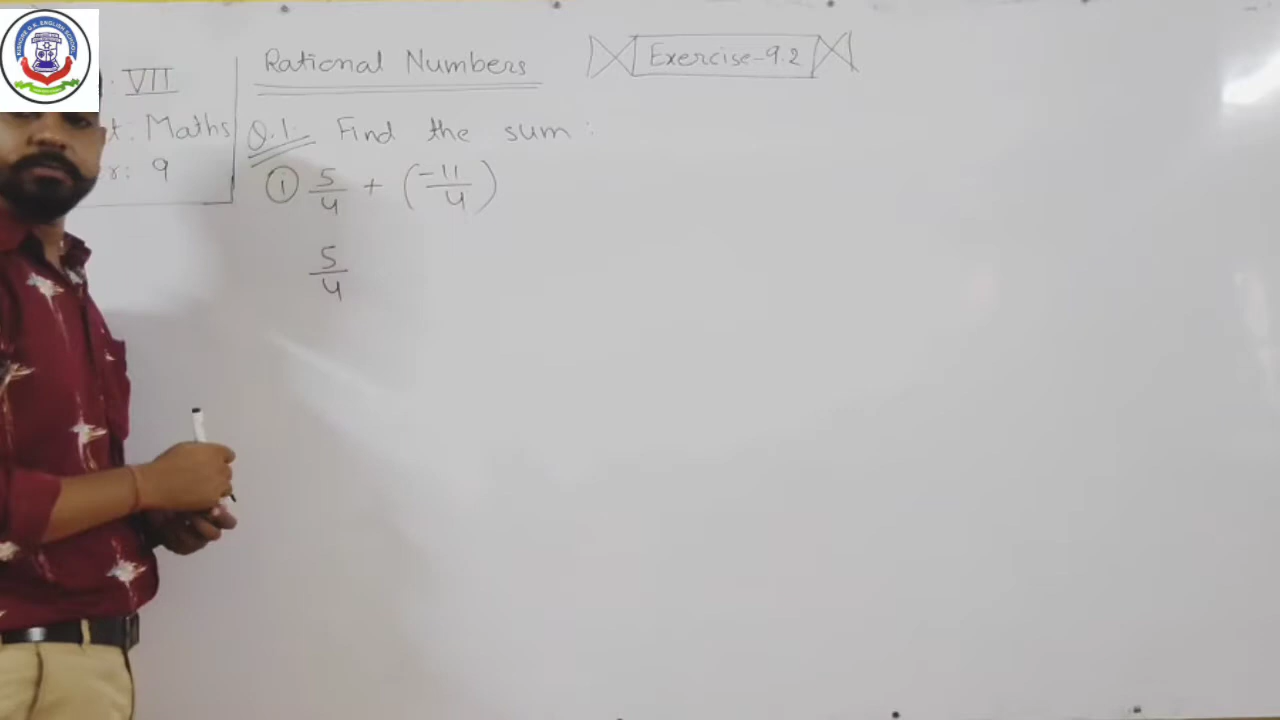 VII
Rational Numbers
Exercise-9.2
t: Maths
r: 9
Q.1. Find the sum:
① 5/4 + (-11/4)
5/4